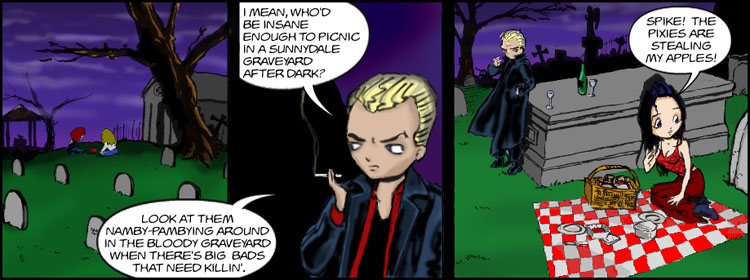 LOOK AT THEM
NAMBY-PAMBYING AROUND
IN THE BLOODY GRAVEYARD
WHEN THERE'S BIG BADS
THAT NEED KILLIN'.
I MEAN, WHO'D
BE INSANE
ENOUGH TO PICNIC
IN A SUNNYDALE
GRAVEYARD
AFTER DARK?
SPIKE! THE
PIXIES ARE
STEALING
MY APPLES!